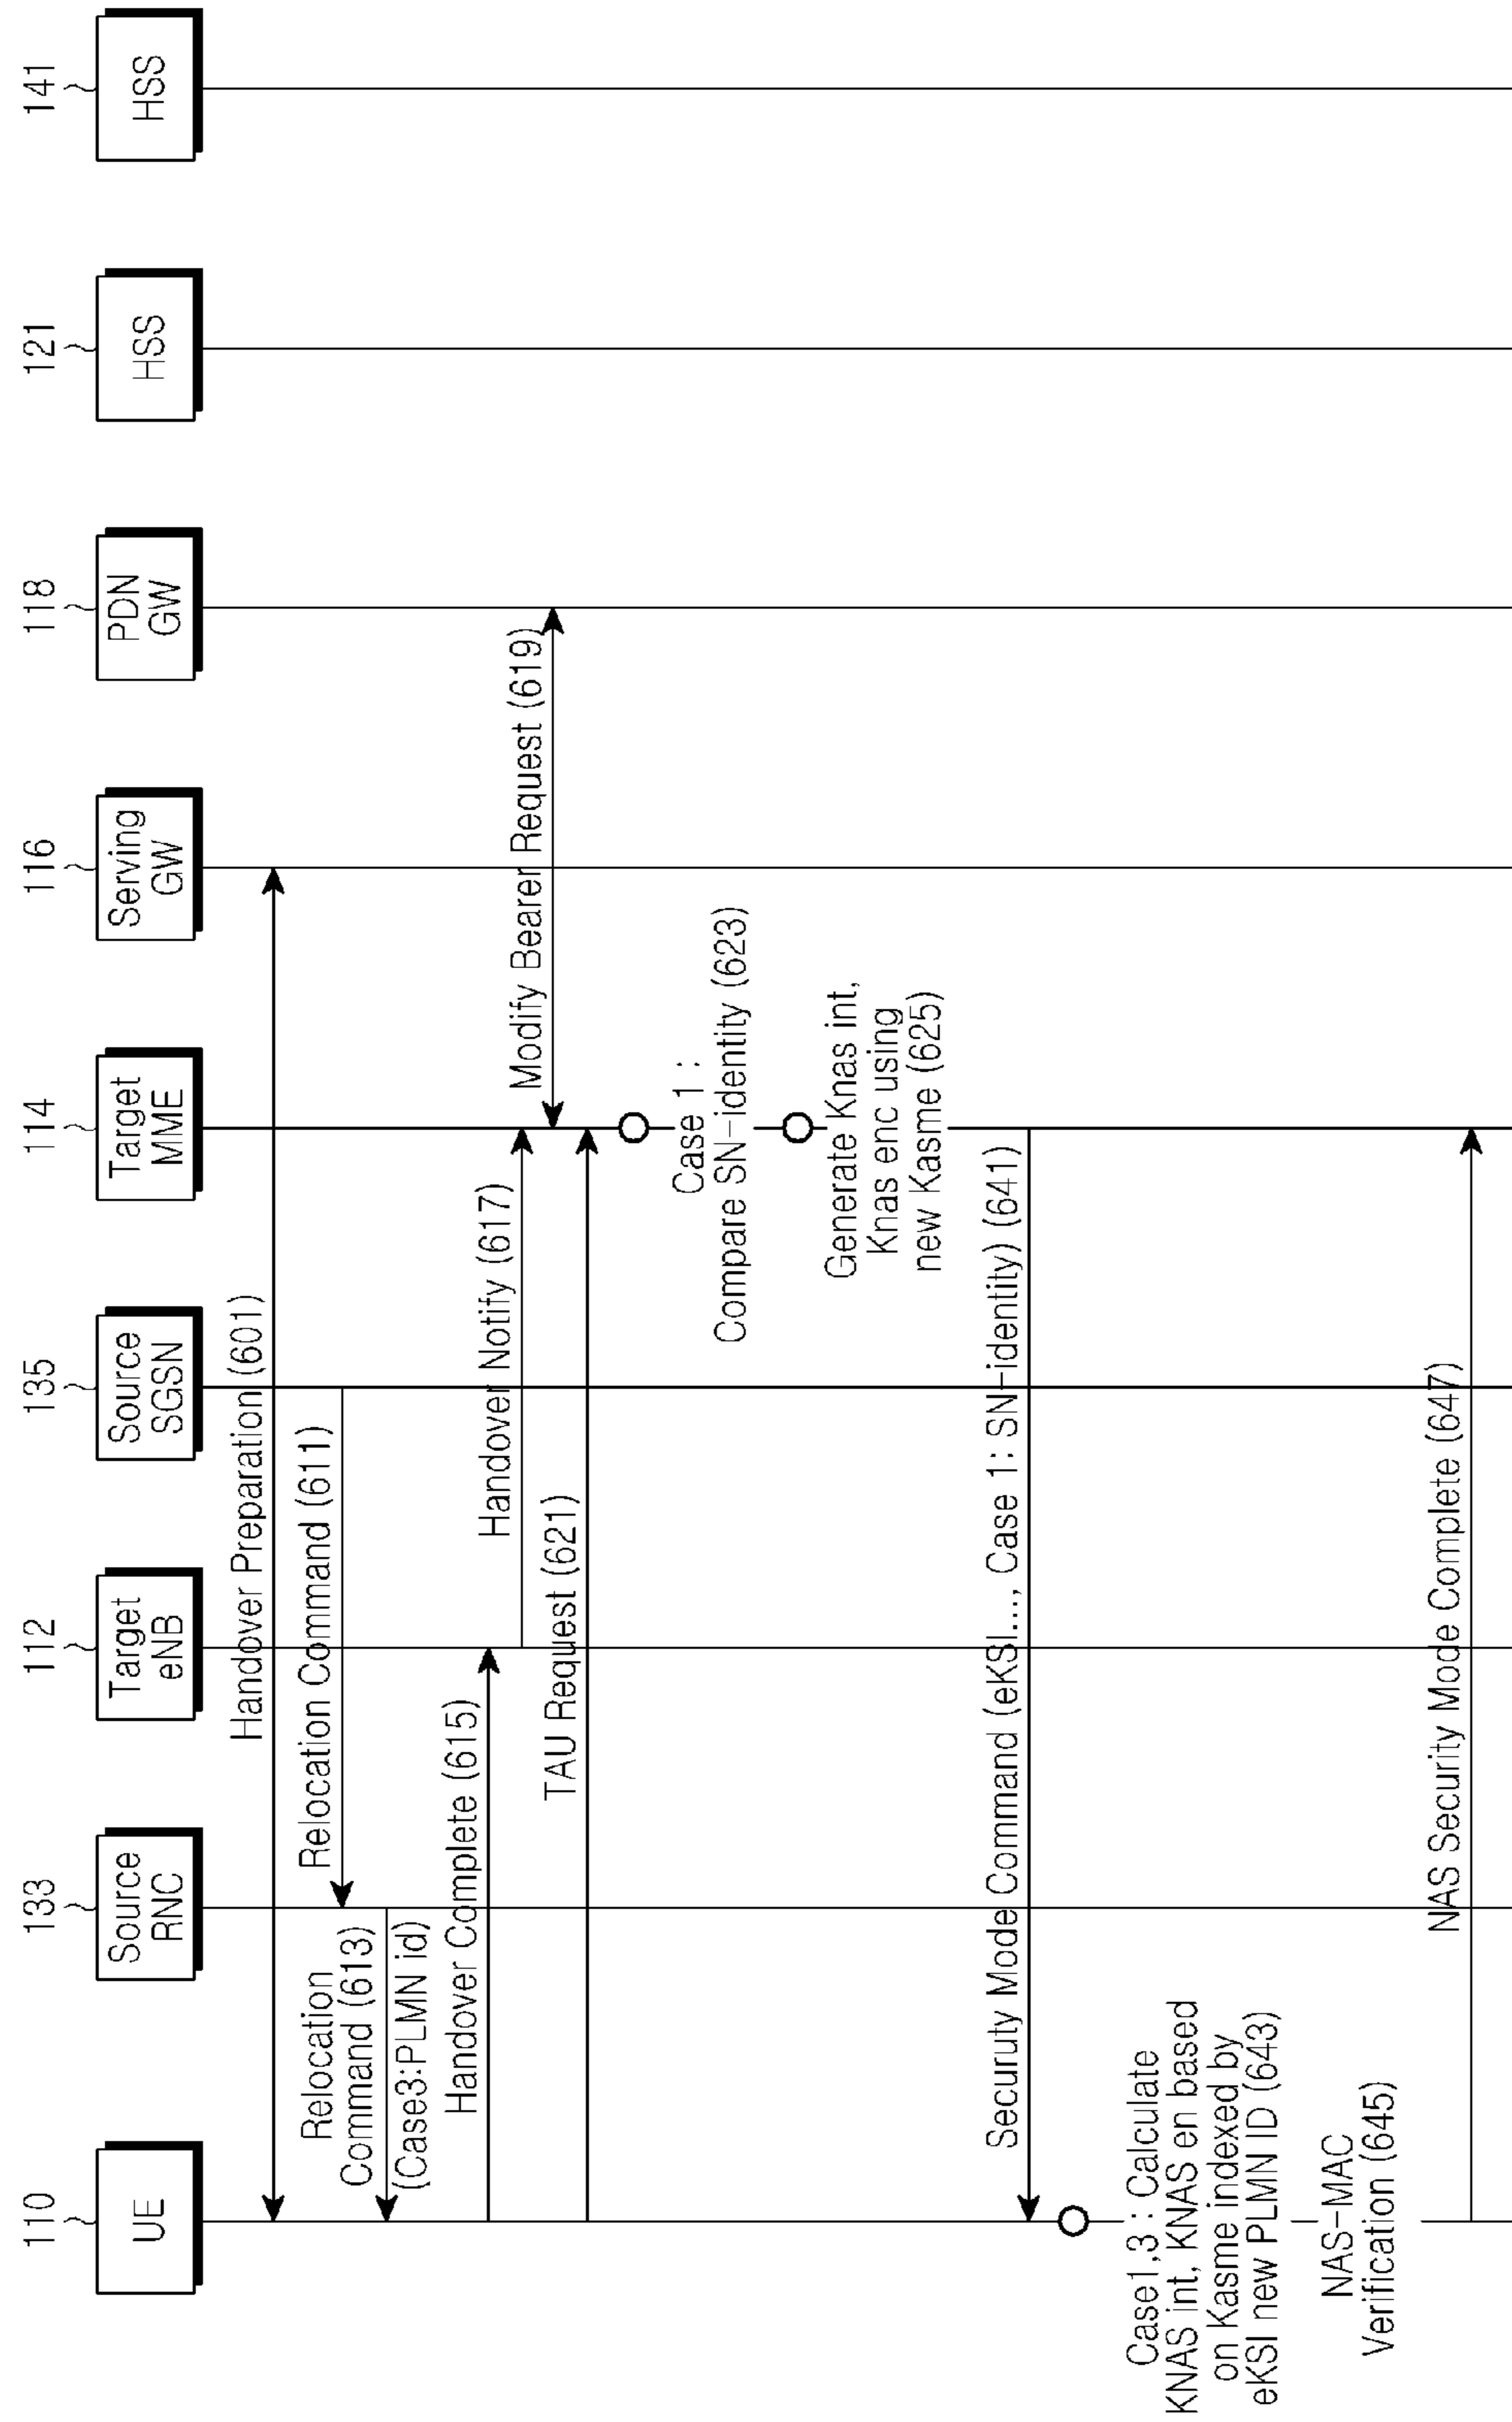 110
133
112
135
114
116
118
121
141
UE
Source
RNC
Target
eNB
Source
SGSN
Target
MME
Serving
GW
PDN
GW
HSS
HSS
Handover Preparation (601)
Relocation Command (611)
Relocation
Command (613)
(Case3:PLMN id)
Handover Complete (615)
Handover Notify (617)
Modify Bearer Request (619)
TAU Request (621)
Case 1 :
Compare SN-identity (623)
Generate Knas int,
Knas enc using
new Kasme (625)
Securuty Mode Command (eKSI..., Case 1: SN-identity) (641)
Case1,3 : Calculate
KNAS int, KNAS en based
on Kasme indexed by
eKSI new PLMN ID (643)
NAS-MAC
Verification (645)
NAS Security Mode Complete (647)